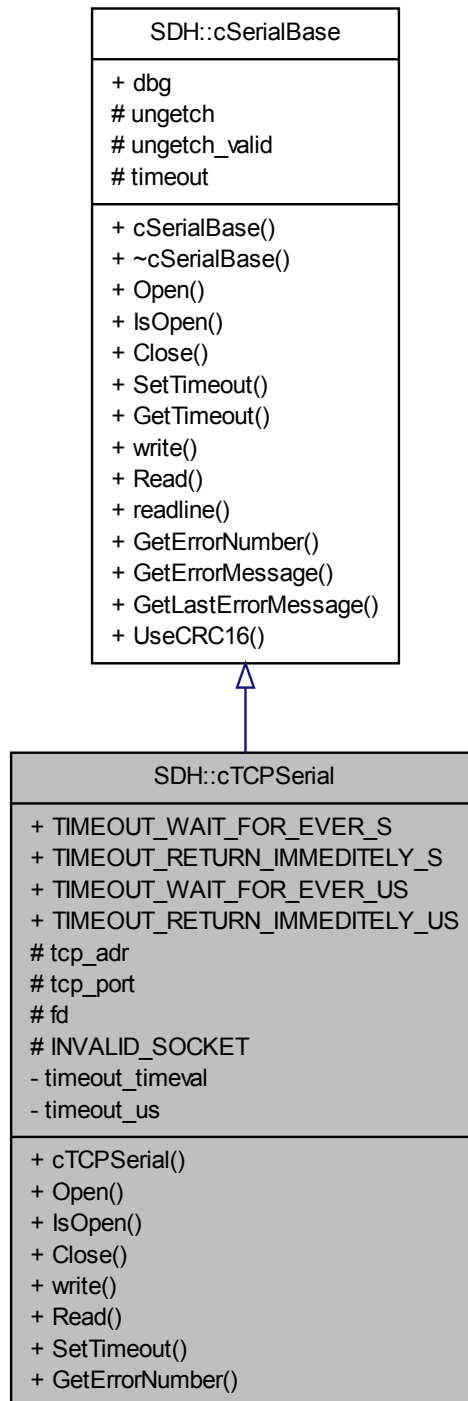 SDH::cSerialBase
+ dbg
# ungetch
# ungetch_valid
# timeout
+ cSerialBase()
+ ~cSerialBase()
+ Open()
+ IsOpen()
+ Close()
+ SetTimeout()
+ GetTimeout()
+ write()
+ Read()
+ readline()
+ GetErrorNumber()
+ GetErrorMessage()
+ GetLastErrorMessage()
+ UseCRC16()
SDH::cTCPSerial
+ TIMEOUT_WAIT_FOR_EVER_S
+ TIMEOUT_RETURN_IMMEDITELY_S
+ TIMEOUT_WAIT_FOR_EVER_US
+ TIMEOUT_RETURN_IMMEDITELY_US
# tcp_adr
# tcp_port
# fd
# INVALID_SOCKET
- timeout_timeval
- timeout_us
+ cTCPSerial()
+ Open()
+ IsOpen()
+ Close()
+ write()
+ Read()
+ SetTimeout()
+ GetErrorNumber()